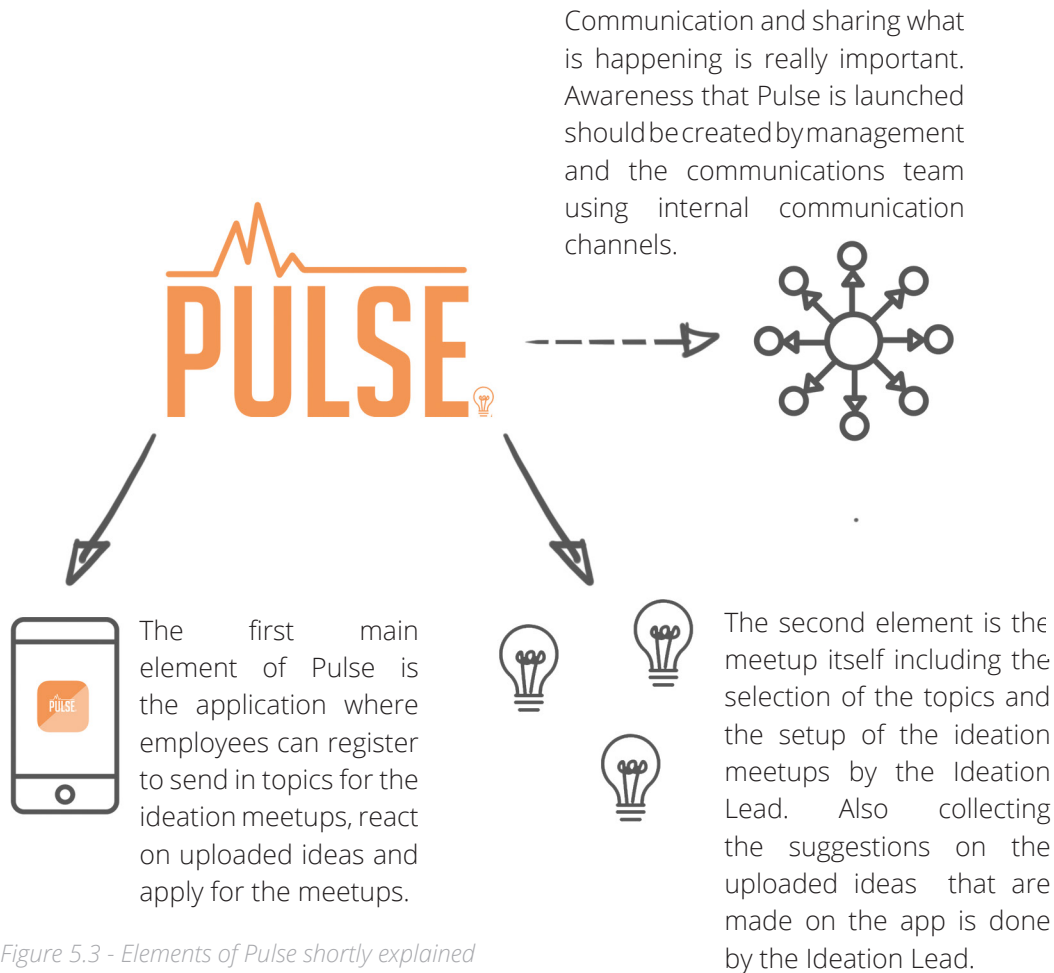 Communication and sharing what
is happening is really important.
Awareness that Pulse is launched
should be created by management
and the communications team
using internal communication
channels.
PULSE
The first main
element of Pulse is
the application where
employees can register
to send in topics for the
ideation meetups, react
on uploaded ideas and
apply for the meetups.
PULSE
The second element is the
meetup itself including the
selection of the topics and
the setup of the ideation
meetups by the Ideation
Lead. Also collecting
the suggestions on the
uploaded ideas that are
made on the app is done
by the Ideation Lead.
Figure 5.3 - Elements of Pulse shortly explained